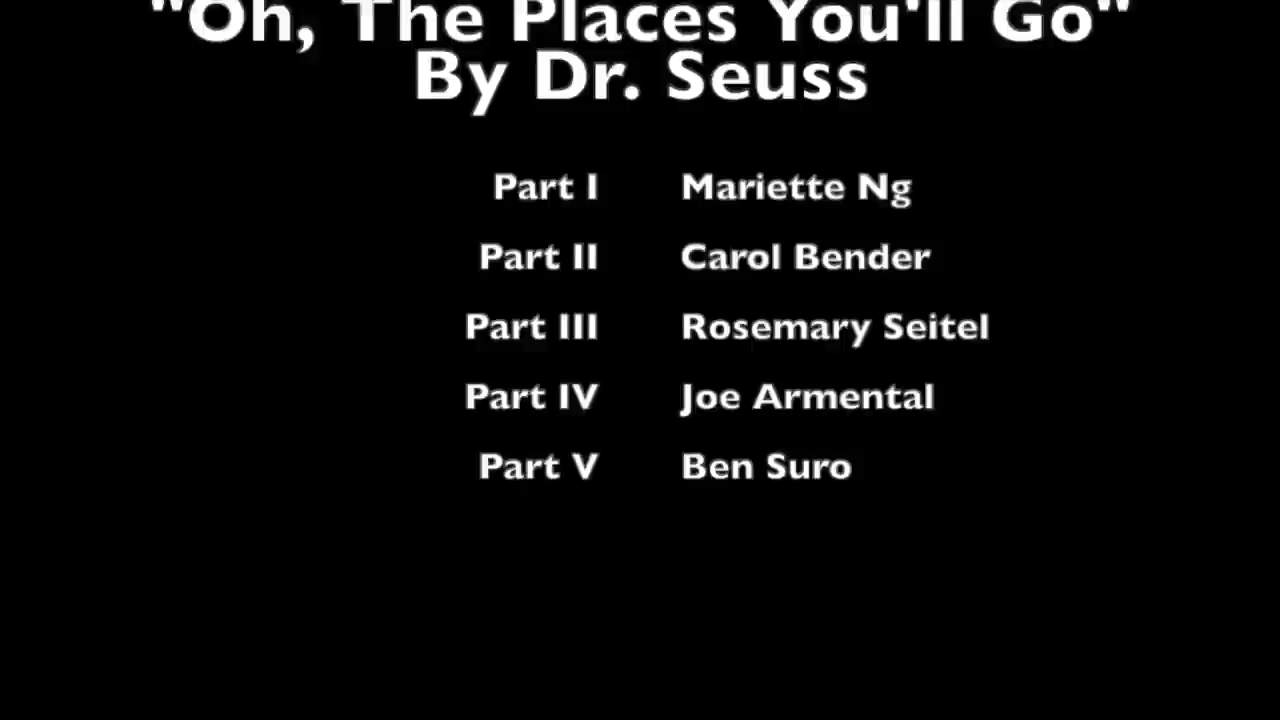 "Oh, The Places You'll Go"
By Dr. Seuss
Part I Mariette Ng
Part II Carol Bender
Part III Rosemary Seitel
Part IV Joe Armental
Part V Ben Suro